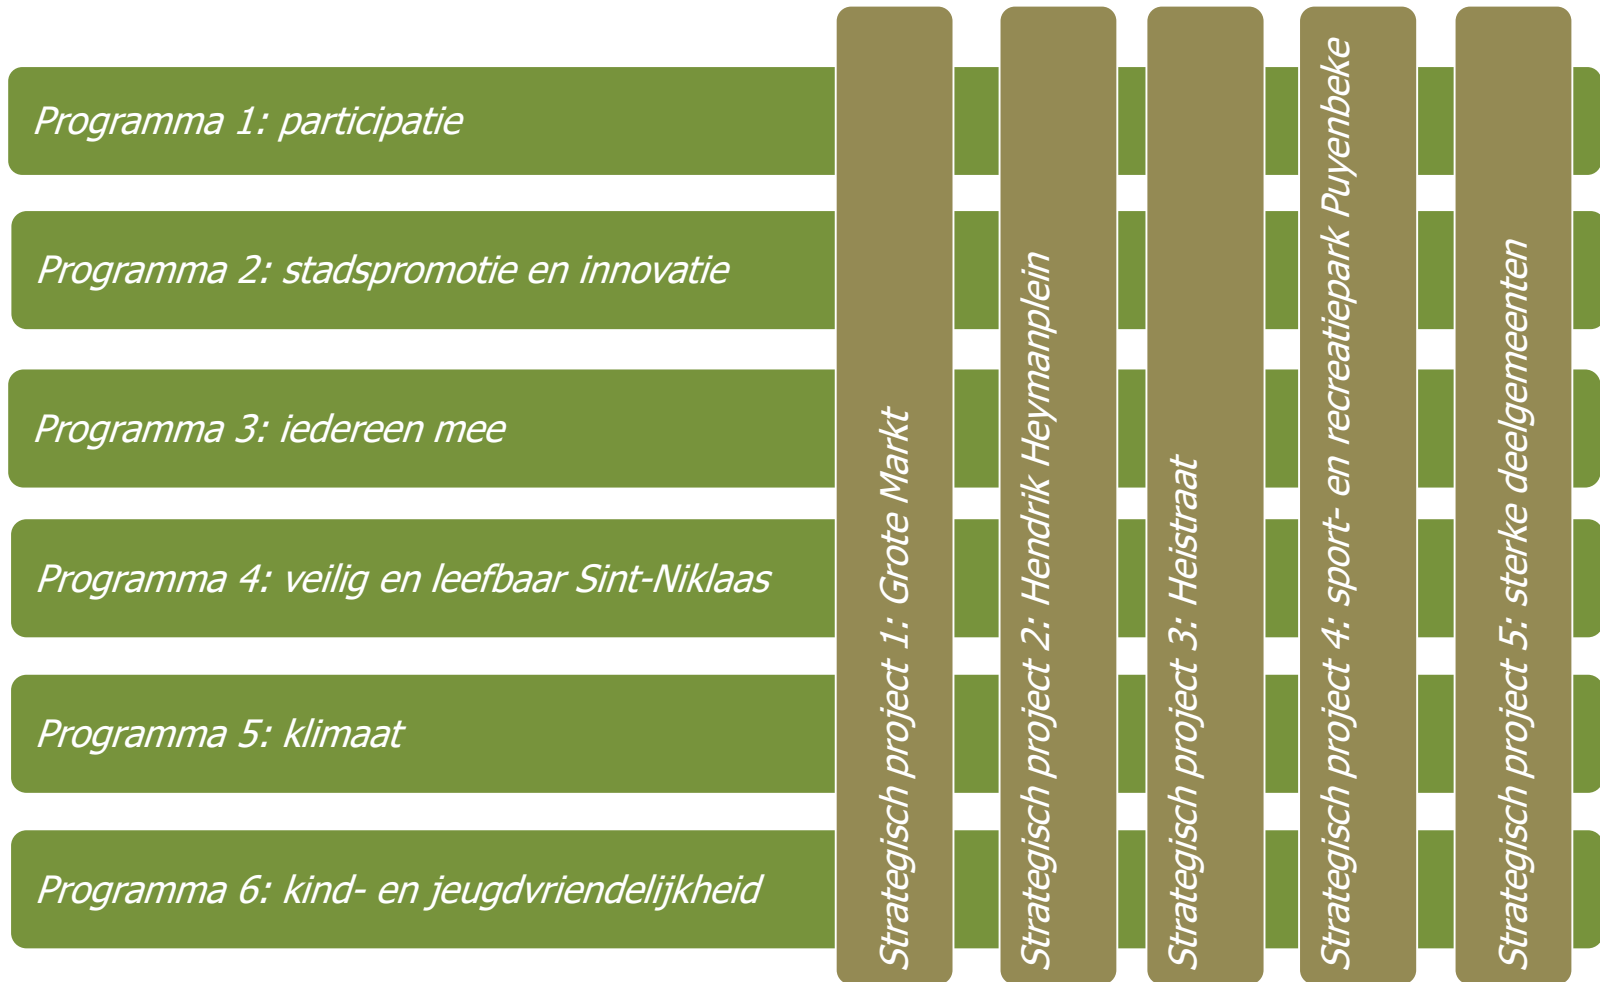 Programma 1: participatie
Programma 2: stadspromotie en innovatie
Programma 3: iedereen mee
Programma 4: veilig en leefbaar Sint-Niklaas
Programma 5: klimaat
Programma 6: kind- en jeugdvriendelijkheid
Strategisch project 1: Grote Markt
Strategisch project 2: Hendrik Heymanplein
Strategisch project 3: Heistraat
Strategisch project 4: sport- en recreatiepark Puyenbeke
Strategisch project 5: sterke deelgemeenten